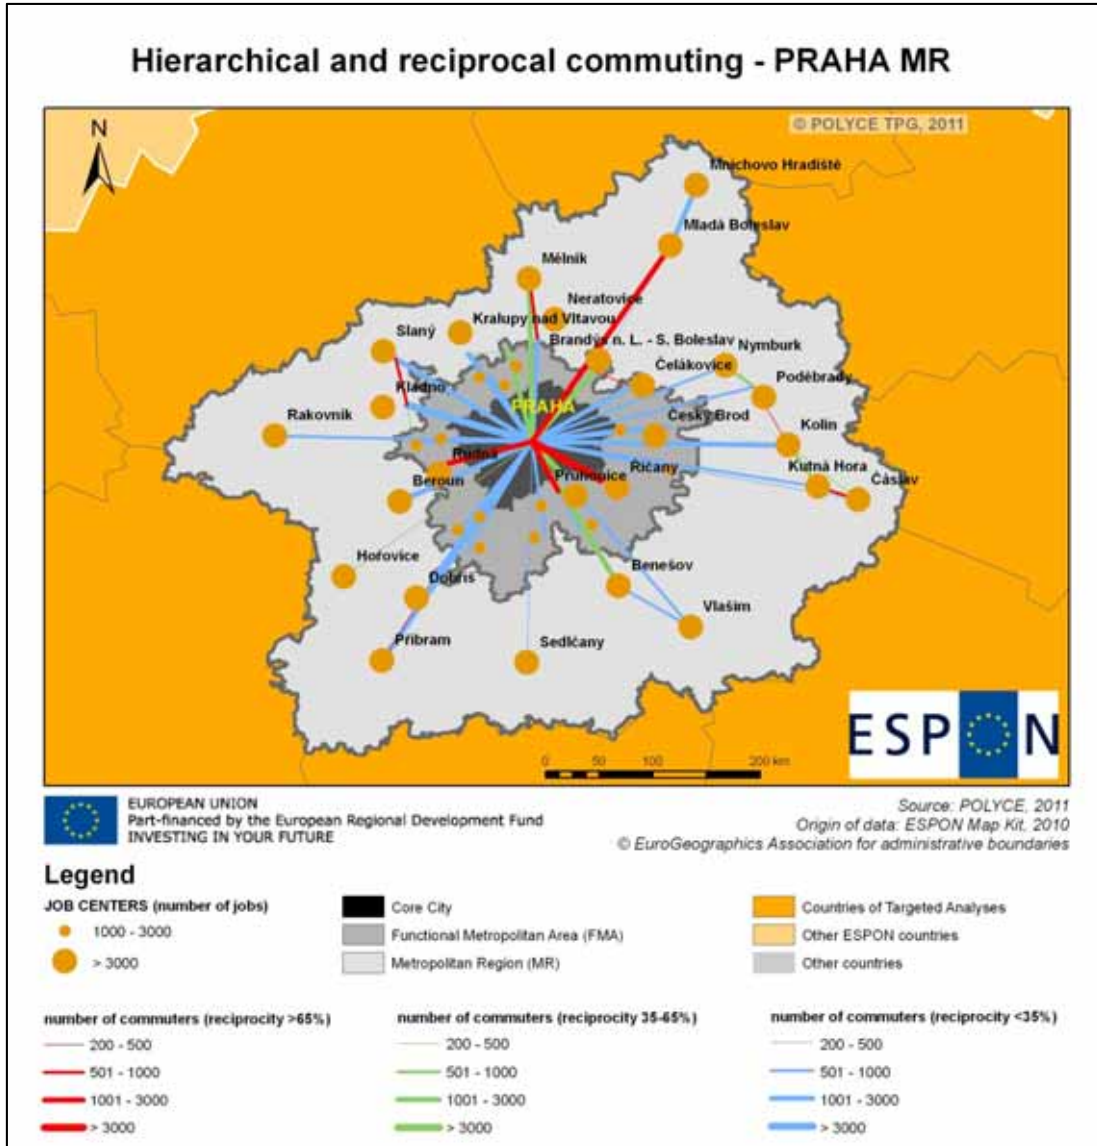 Hierarchical and reciprocal commuting - PRAHA MR
N
© POLYCE TPG, 2011
Mnichovo Hradiště
Mladá Boleslav
Mělník
Neratovice
Kralupy nad Vltavou
Slaný
Brandýs n. L. - S. Boleslav
Nymburk
Čelákovice
Poděbrady
Kladno
PRAHA
Rakovník
Český Brod
Kolín
Rudná
Říčany
Kutná Hora
Beroun
Průhonice
Čáslav
Hořovice
Benešov
Dobříš
Vlašim
Příbram
Sedlčany
ESPON
0 50 100 200 km
EUROPEAN UNION
Part-financed by the European Regional Development Fund
INVESTING IN YOUR FUTURE
Source: POLYCE, 2011
Origin of data: ESPON Map Kit, 2010
© EuroGeographics Association for administrative boundaries
Legend
JOB CENTERS (number of jobs)
1000 - 3000
> 3000
Core City
Functional Metropolitan Area (FMA)
Metropolitan Region (MR)
Countries of Targeted Analyses
Other ESPON countries
Other countries
number of commuters (reciprocity >65%)
200 - 500
501 - 1000
1001 - 3000
> 3000
number of commuters (reciprocity 35-65%)
200 - 500
501 - 1000
1001 - 3000
> 3000
number of commuters (reciprocity <35%)
200 - 500
501 - 1000
1001 - 3000
> 3000